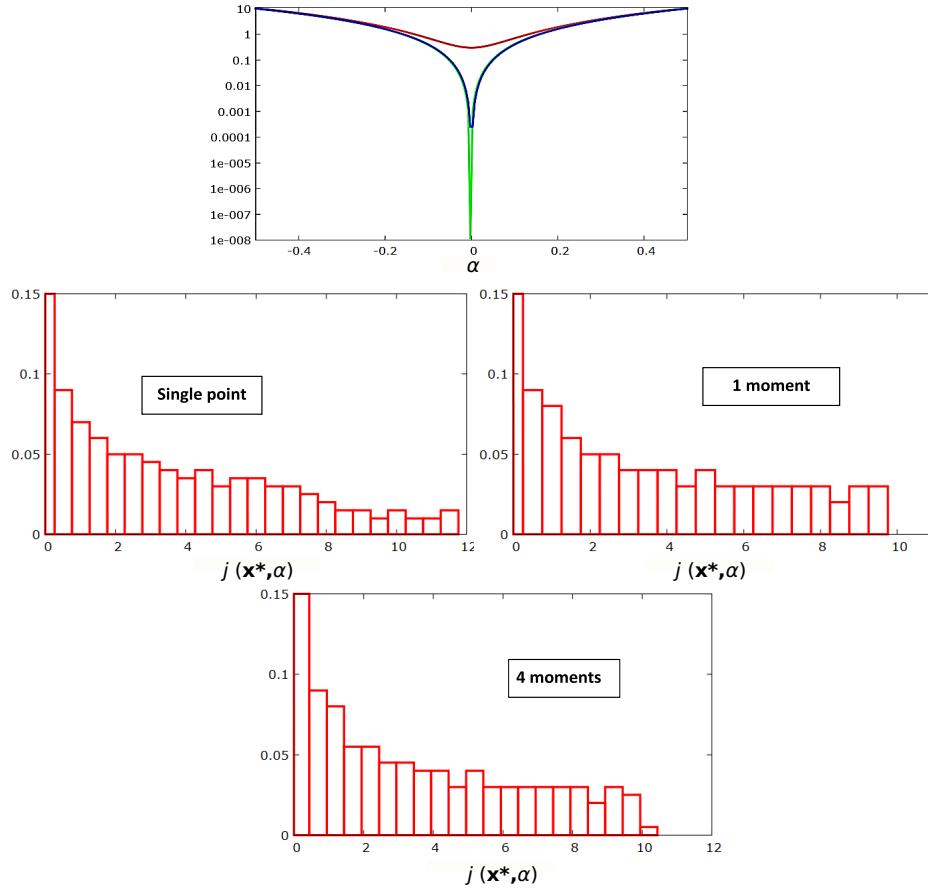 10
1
0.1
0.01
0.001
0.0001
1e-005
1e-006
1e-007
1e-008
-0.4 -0.2 0 0.2 0.4
α
0.15
0.1
0.05
0
Single point
0 2 4 6 8 10 12
j (x*,α)
0.15
0.1
0.05
0
1 moment
0 2 4 6 8 10
j (x*,α)
0.15
0.1
0.05
0
4 moments
0 2 4 6 8 10 12
j (x*,α)